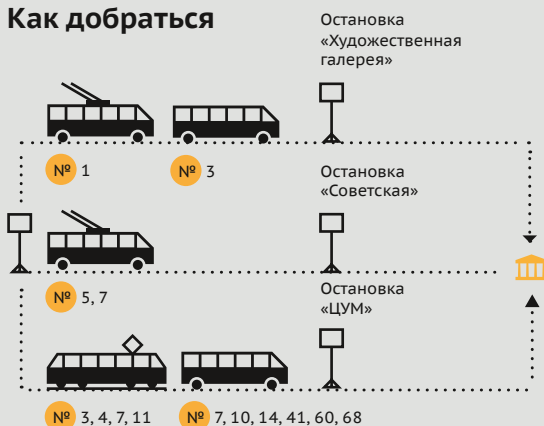 Как добраться
Остановка
«Художественная
галерея»
№ 1
№ 3
Остановка
«Советская»
№ 5, 7
Остановка
«ЦУМ»
№ 3, 4, 7, 11
№ 7, 10, 14, 41, 60, 68